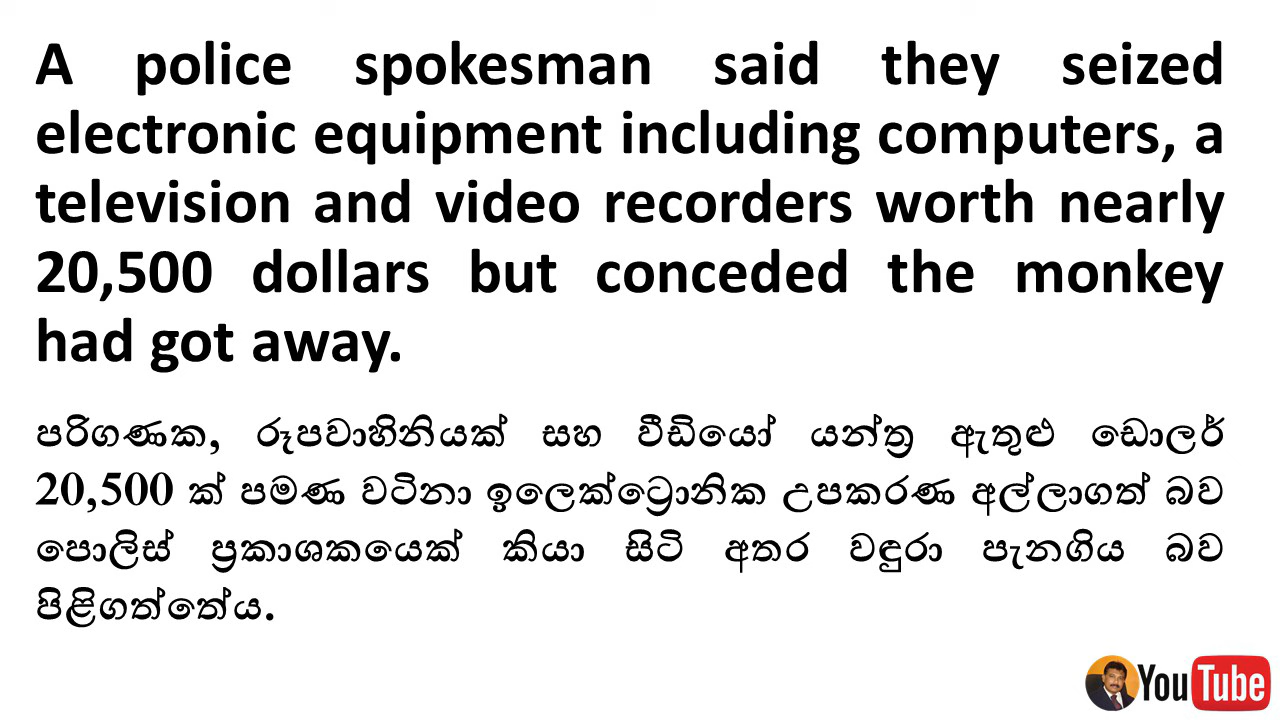 A police spokesman said they seized
electronic equipment including computers, a
television and video recorders worth nearly
20,500 dollars but conceded the monkey
had got away.
පරිගණක, රූපවාහිනියක් සහ වීඩියෝ යන්ත්‍ර ඇතුළු ඩොලර්
20,500 ක් පමණ වටිනා ඉලෙක්ට්‍රොනික උපකරණ අල්ලාගත් බව
පොලිස් ප්‍රකාශකයෙක් කියා සිටි අතර වඳුරා පැනගිය බව
පිළිගත්තේය.
YouTube